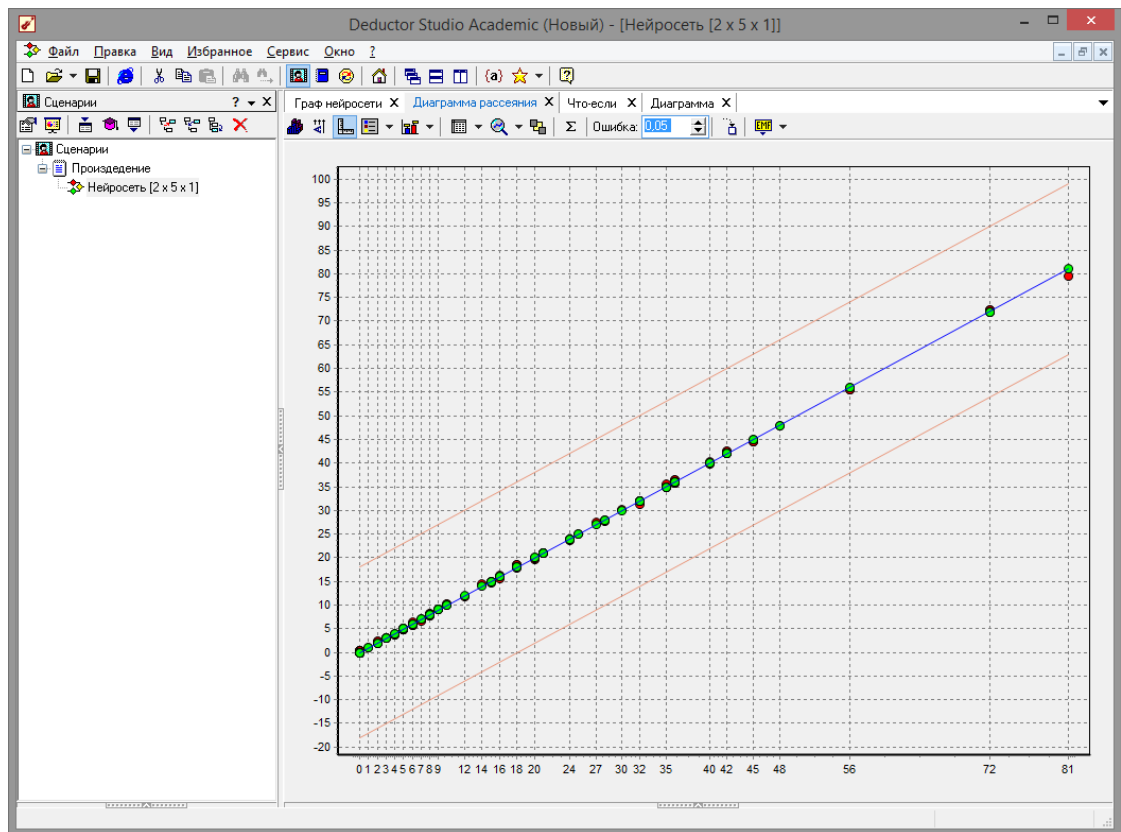 Deductor Studio Academic (Новый) - [Нейросеть [2 x 5 x 1]]
Файл Правка Вид Избранное Сервис Окно ?
{a}
Сценарии ?
Граф нейросети X Диаграмма рассеяния X Что-если X Диаграмма X
Σ Ошибка: 0,05 EMF
Сценарии
Произдедение
Нейросеть [2 x 5 x 1]
100
95
90
85
80
75
70
65
60
55
50
45
40
35
30
25
20
15
10
5
0
-5
-10
-15
-20
0 1 2 3 4 5 6 7 8 9 12 14 16 18 20 24 27 30 32 35 40 42 45 48 56 72 81